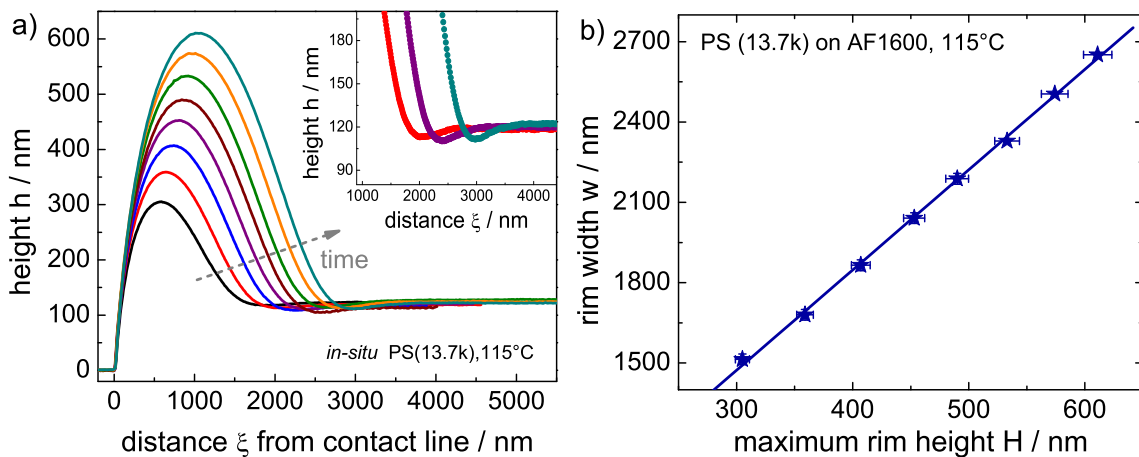 a)
height h / nm
600
500
400
300
200
100
0
0
1000
2000
3000
4000
5000
distance ξ from contact line / nm
time
in-situ PS(13.7k),115°C
height h / nm
180
150
120
90
1000
2000
3000
4000
distance ξ / nm
b)
PS (13.7k) on AF1600, 115°C
rim width w / nm
2700
2400
2100
1800
1500
300
400
500
600
maximum rim height H / nm